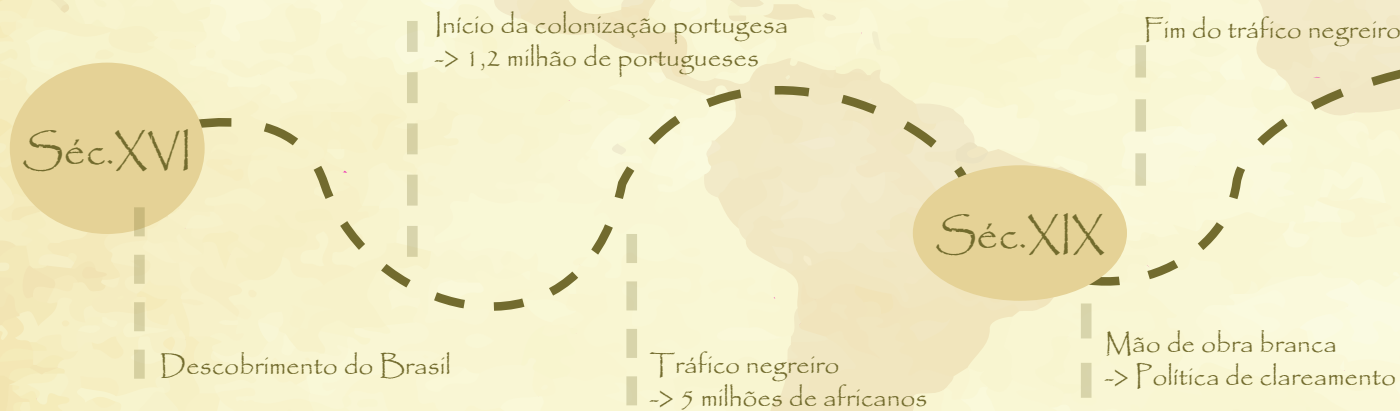 Séc.XVI
Descobrimento do Brasil
Início da colonização portugesa
-> 1,2 milhão de portugueses
Tráfico negreiro
-> 5 milhões de africanos
Séc.XIX
Mão de obra branca
-> Política de clareamento
Fim do tráfico negreiro